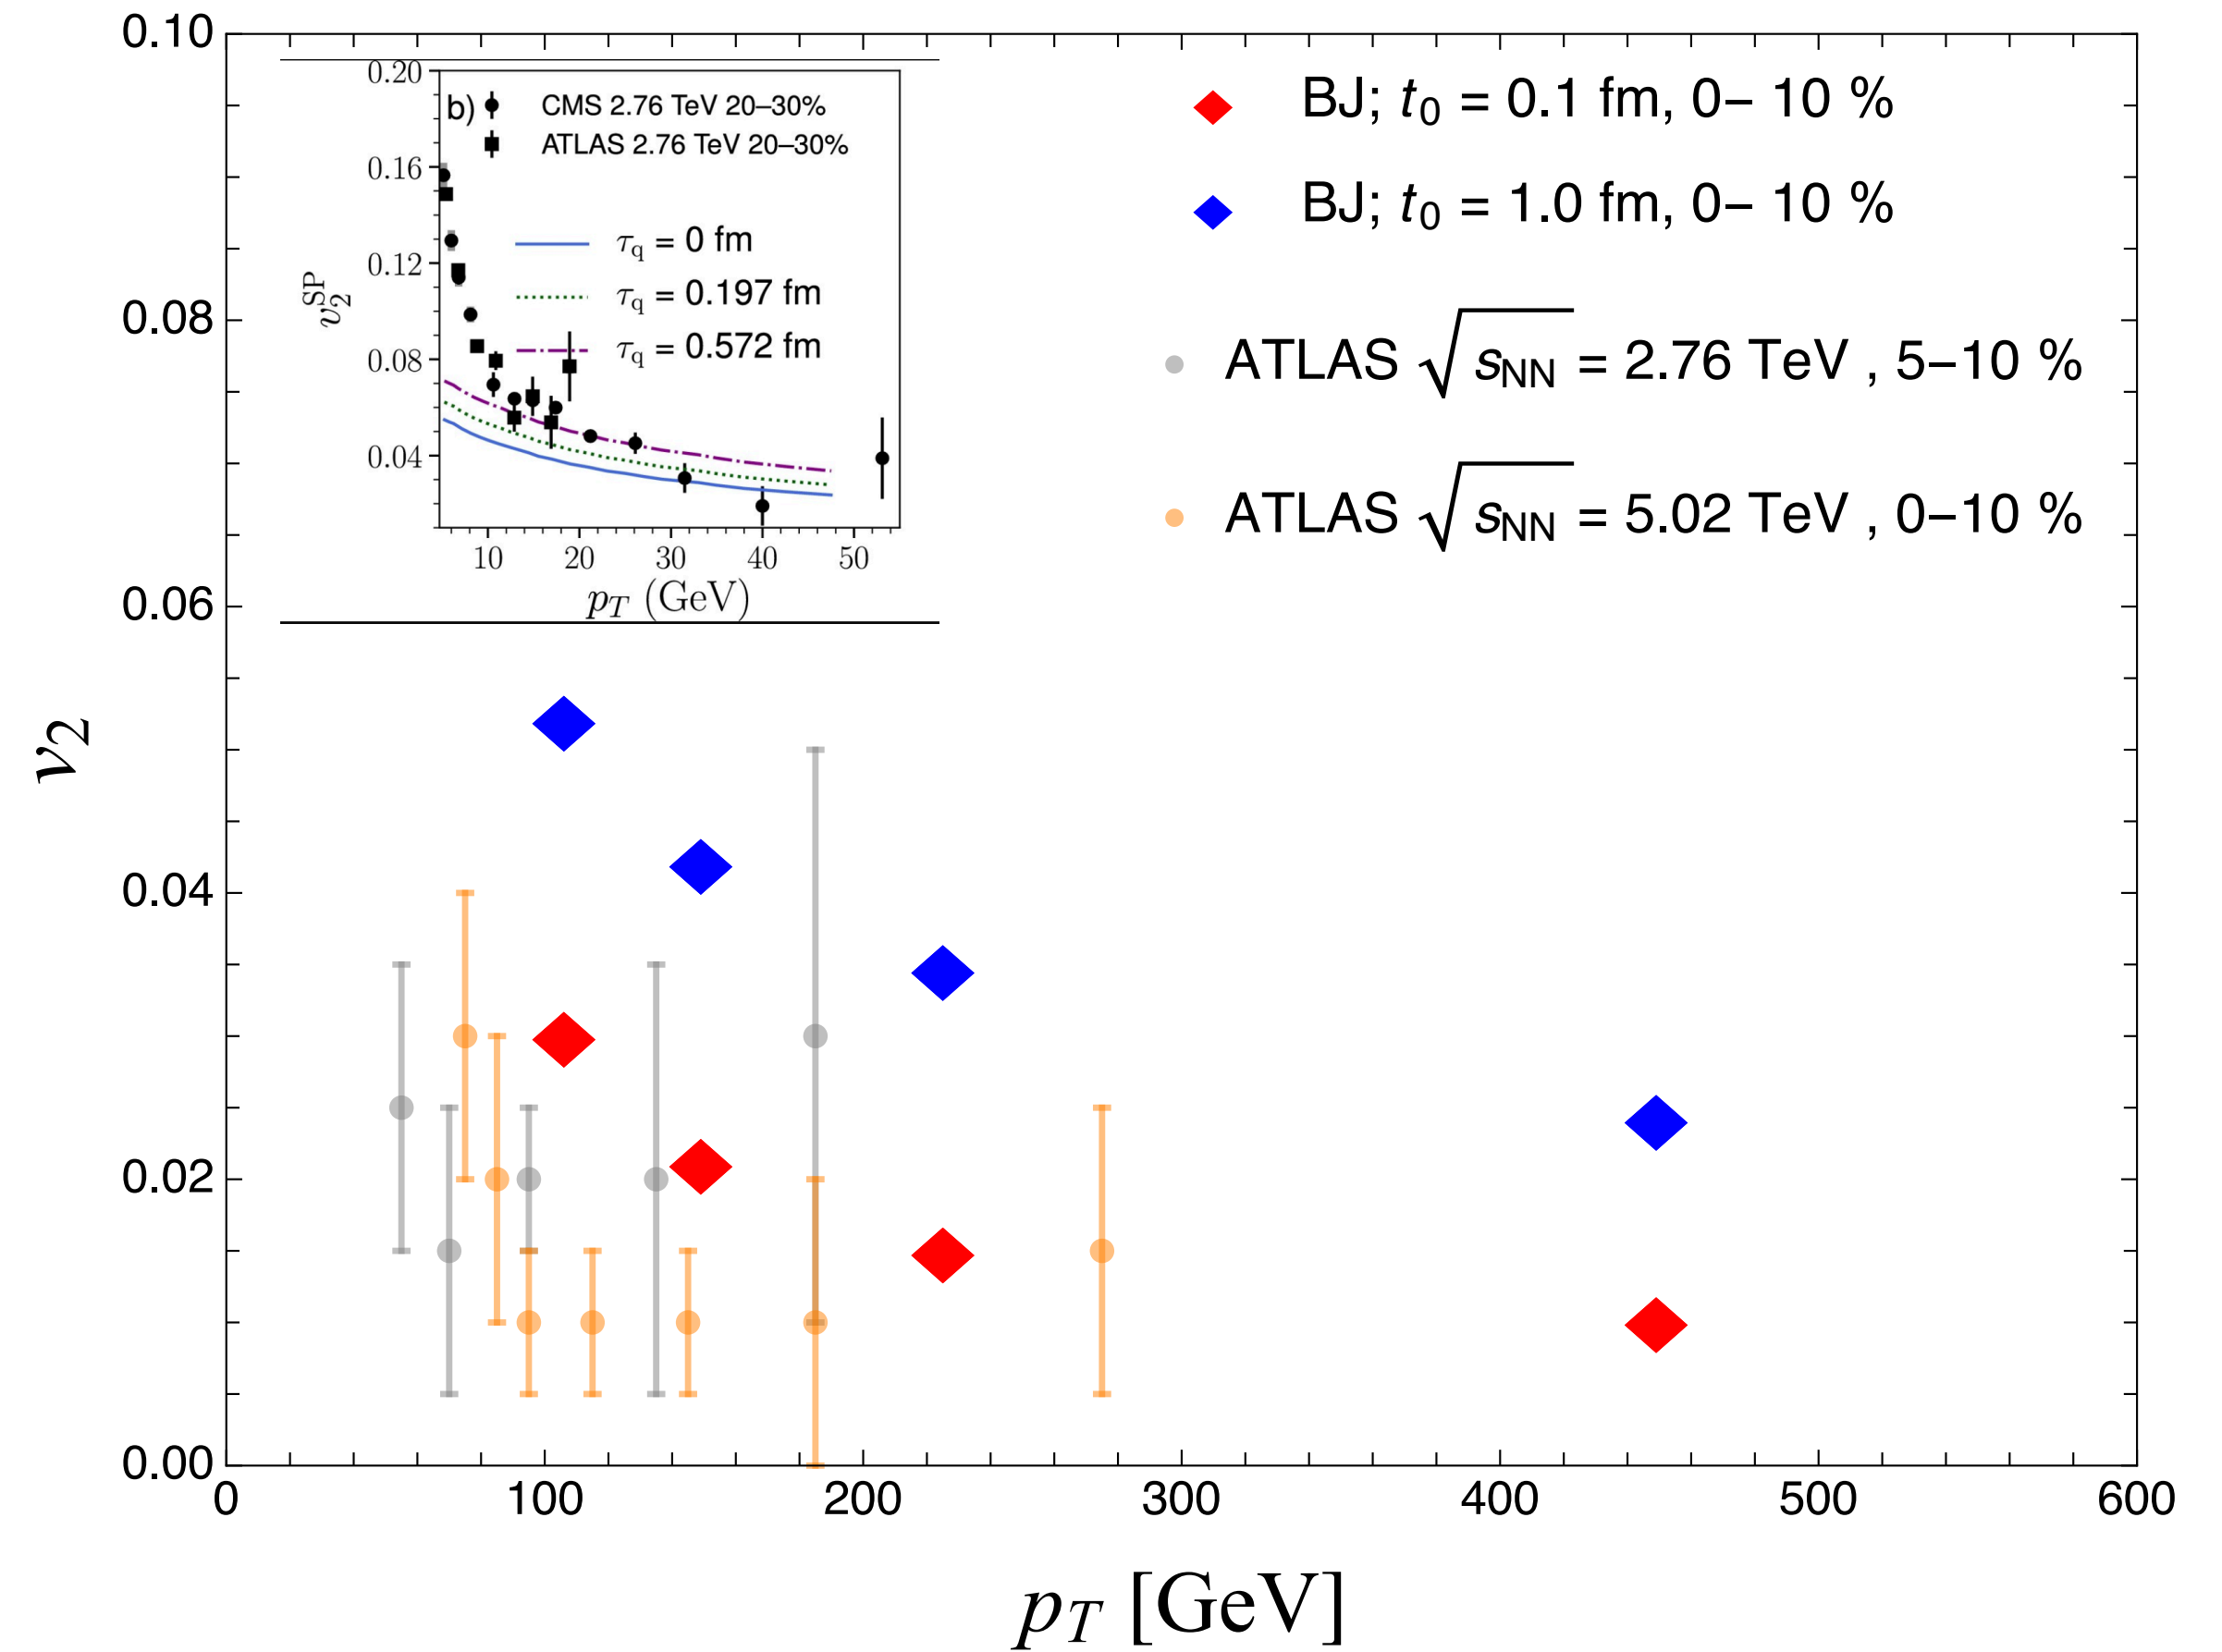 0.10
0.08
0.06
0.04
0.02
0.00
v2
0.20
0.16
0.12
0.08
0.04
v2^SP
b)
CMS 2.76 TeV 20–30%
ATLAS 2.76 TeV 20–30%
τq = 0 fm
τq = 0.197 fm
τq = 0.572 fm
10 20 30 40 50
pT (GeV)
BJ; t0 = 0.1 fm, 0– 10 %
BJ; t0 = 1.0 fm, 0– 10 %
ATLAS √sNN = 2.76 TeV , 5–10 %
ATLAS √sNN = 5.02 TeV , 0–10 %
0 100 200 300 400 500 600
pT [GeV]